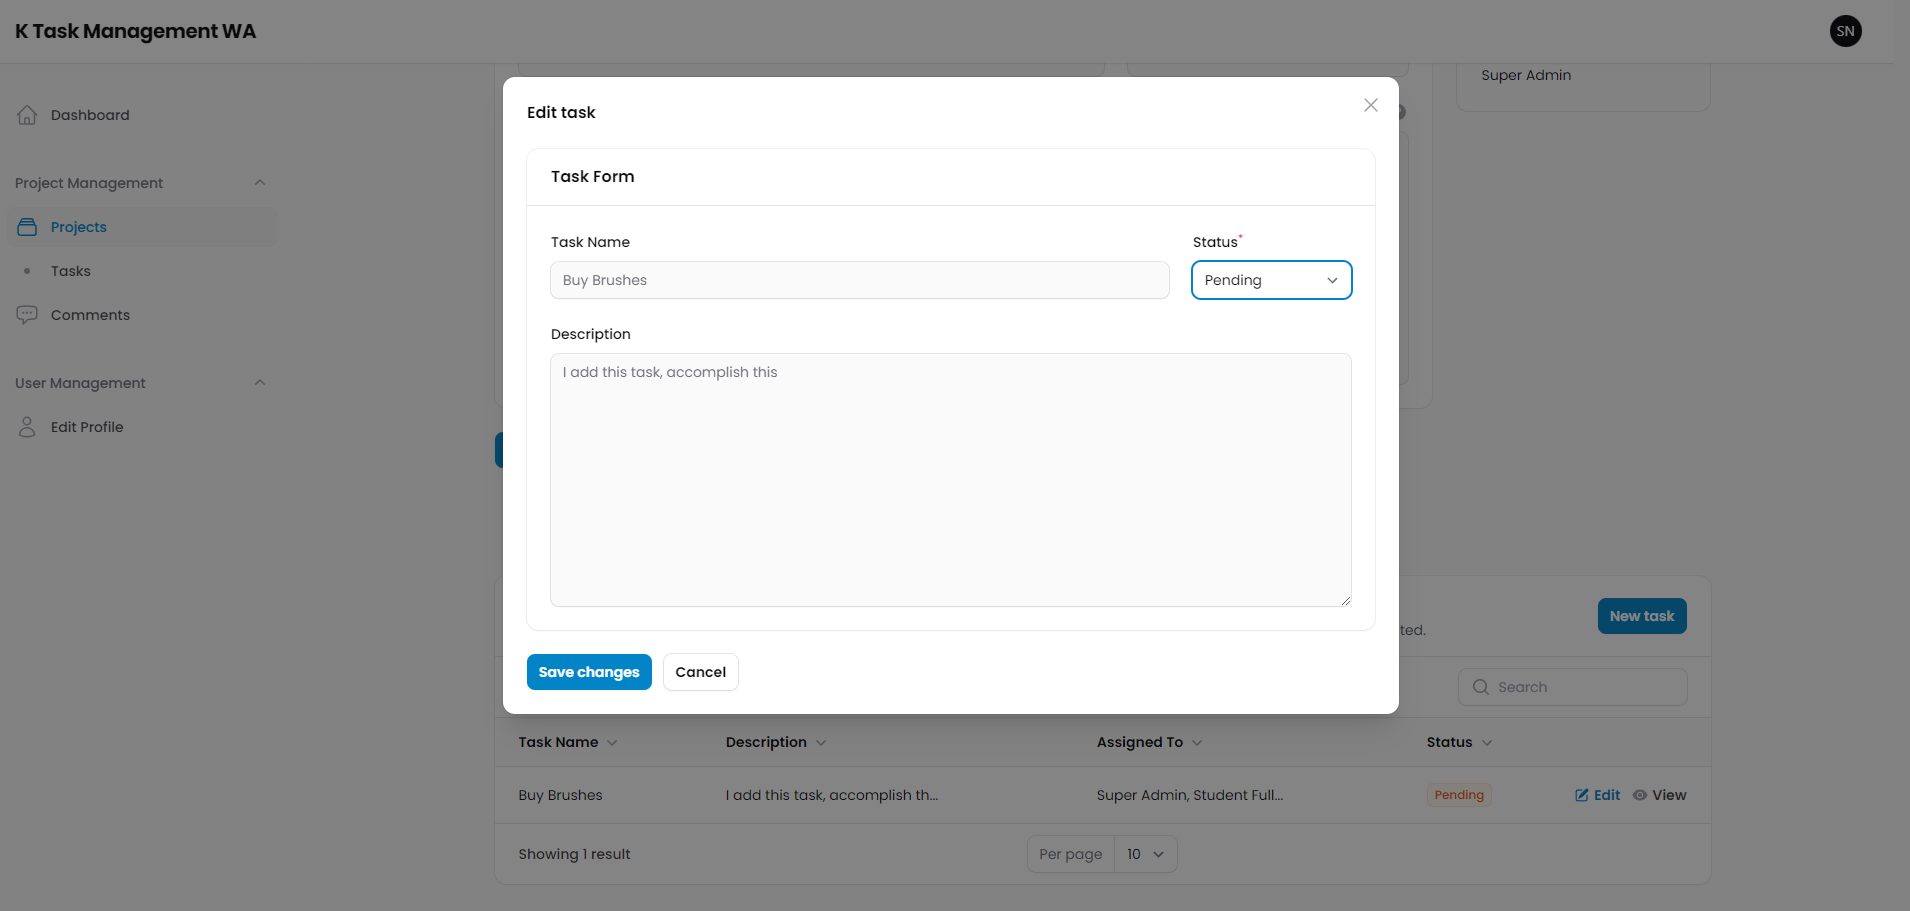 K Task Management WA
SN
Dashboard
Project Management
Projects
Tasks
Comments
User Management
Edit Profile
Super Admin
Edit task
Task Form
Task Name
Status*
Buy Brushes
Pending
Description
I add this task, accomplish this
Save changes
Cancel
ted.
New task
Search
Task Name
Description
Assigned To
Status
Buy Brushes
I add this task, accomplish th...
Super Admin, Student Full...
Pending
Edit
View
Showing 1 result
Per page
10